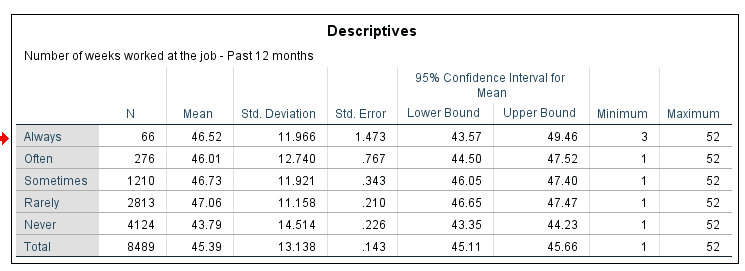 Descriptives
Number of weeks worked at the job - Past 12 months
95% Confidence Interval for
Mean
N Mean Std. Deviation Std. Error Lower Bound Upper Bound Minimum Maximum
Always 66 46.52 11.966 1.473 43.57 49.46 3 52
Often 276 46.01 12.740 .767 44.50 47.52 1 52
Sometimes 1210 46.73 11.921 .343 46.05 47.40 1 52
Rarely 2813 47.06 11.158 .210 46.65 47.47 1 52
Never 4124 43.79 14.514 .226 43.35 44.23 1 52
Total 8489 45.39 13.138 .143 45.11 45.66 1 52